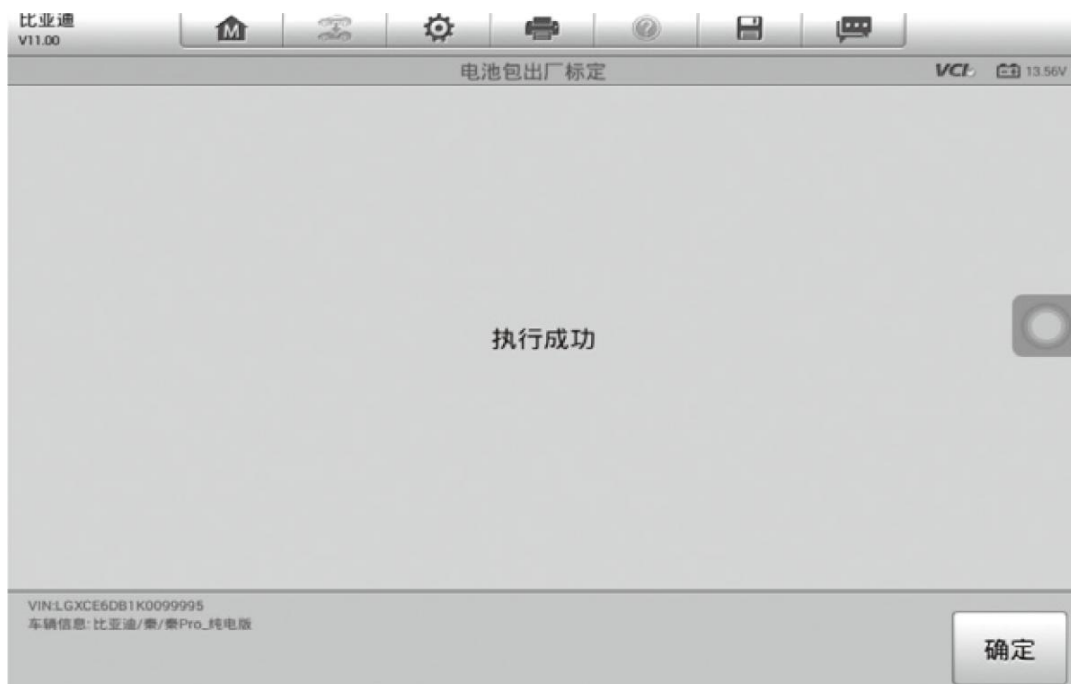 比亚迪
V11.00
M
电池包出厂标定
VCI
13.56V
执行成功
VIN:LGXCE6DB1K0099995
车辆信息:比亚迪/秦/秦Pro_纯电版
确定